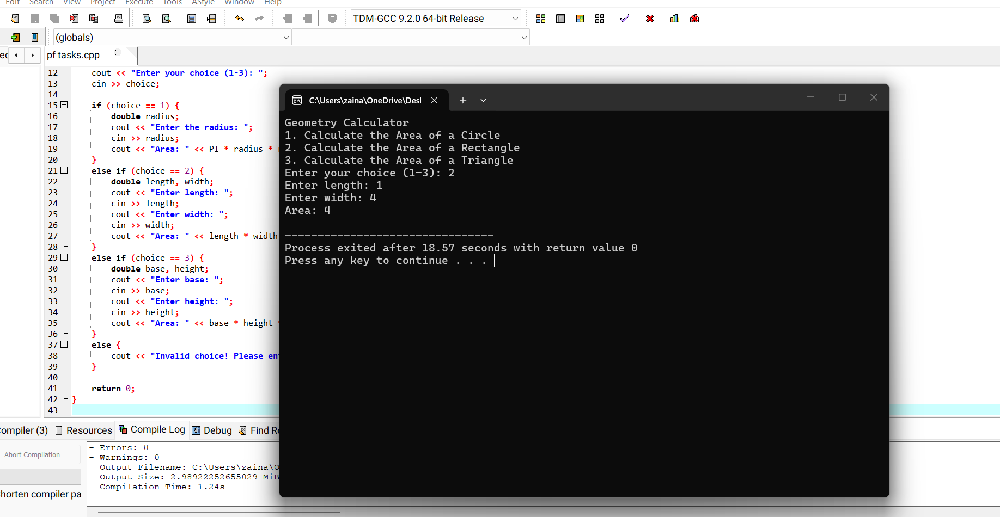 Edit Search View Project Execute Tools AStyle Window Help
TDM-GCC 9.2.0 64-bit Release
(globals)
pf tasks.cpp
12 cout << "Enter your choice (1-3): ";
13 cin >> choice;
14
15 if (choice == 1) {
16 double radius;
17 cout << "Enter the radius: ";
18 cin >> radius;
19 cout << "Area: " << PI * radius *
20 }
21 else if (choice == 2) {
22 double length, width;
23 cout << "Enter length: ";
24 cin >> length;
25 cout << "Enter width: ";
26 cin >> width;
27 cout << "Area: " << length * width
28 }
29 else if (choice == 3) {
30 double base, height;
31 cout << "Enter base: ";
32 cin >> base;
33 cout << "Enter height: ";
34 cin >> height;
35 cout << "Area: " << base * height *
36 }
37 else {
38 cout << "Invalid choice! Please en
39 }
40
41 return 0;
42 }
43
C:\Users\zaina\OneDrive\Des
Geometry Calculator
1. Calculate the Area of a Circle
2. Calculate the Area of a Rectangle
3. Calculate the Area of a Triangle
Enter your choice (1-3): 2
Enter length: 1
Enter width: 4
Area: 4
--------------------------------
Process exited after 18.57 seconds with return value 0
Press any key to continue . . .
ompiler (3) Resources Compile Log Debug Find Re
Abort Compilation
horten compiler pa
- Errors: 0
- Warnings: 0
- Output Filename: C:\Users\zaina\O
- Output Size: 2.98922252655029 MiB
- Compilation Time: 1.24s